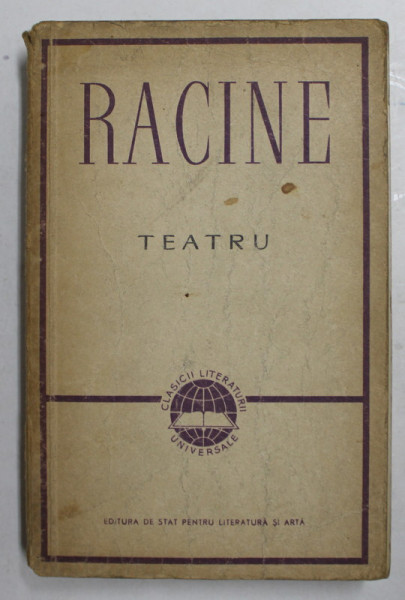 RACINE
TEATRU
CLASICII LITERATURII
UNIVERSALE
EDITURA DE STAT PENTRU LITERATURĂ ȘI ARTĂ